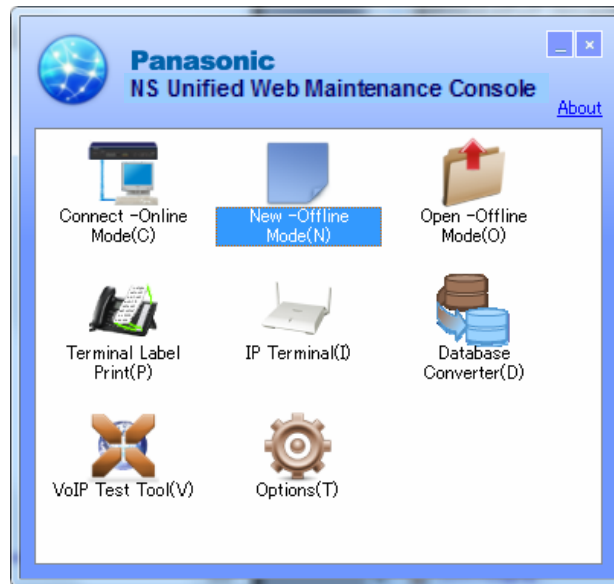 Panasonic
NS Unified Web Maintenance Console
About
Connect -Online
Mode(C)
New -Offline
Mode(N)
Open -Offline
Mode(O)
Terminal Label
Print(P)
IP Terminal(I)
Database
Converter(D)
VoIP Test Tool(V)
Options(T)